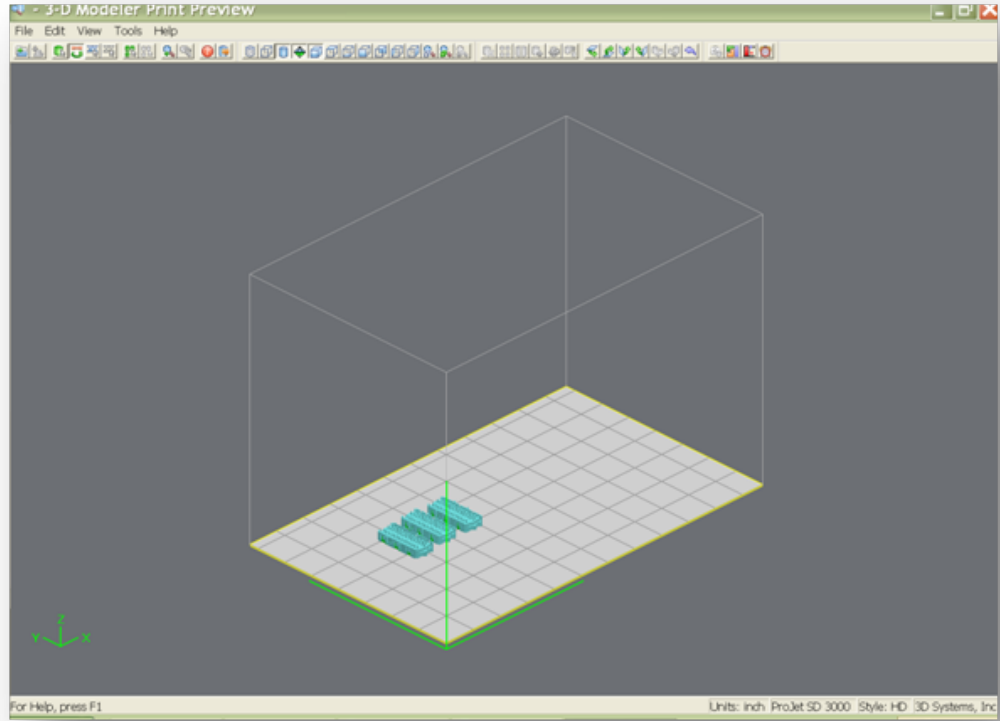 - 3-D Modeler Print Preview
File Edit View Tools Help
Z
Y X
For Help, press F1 Units: inch ProJet SD 3000 Style: HD 3D Systems, Inc